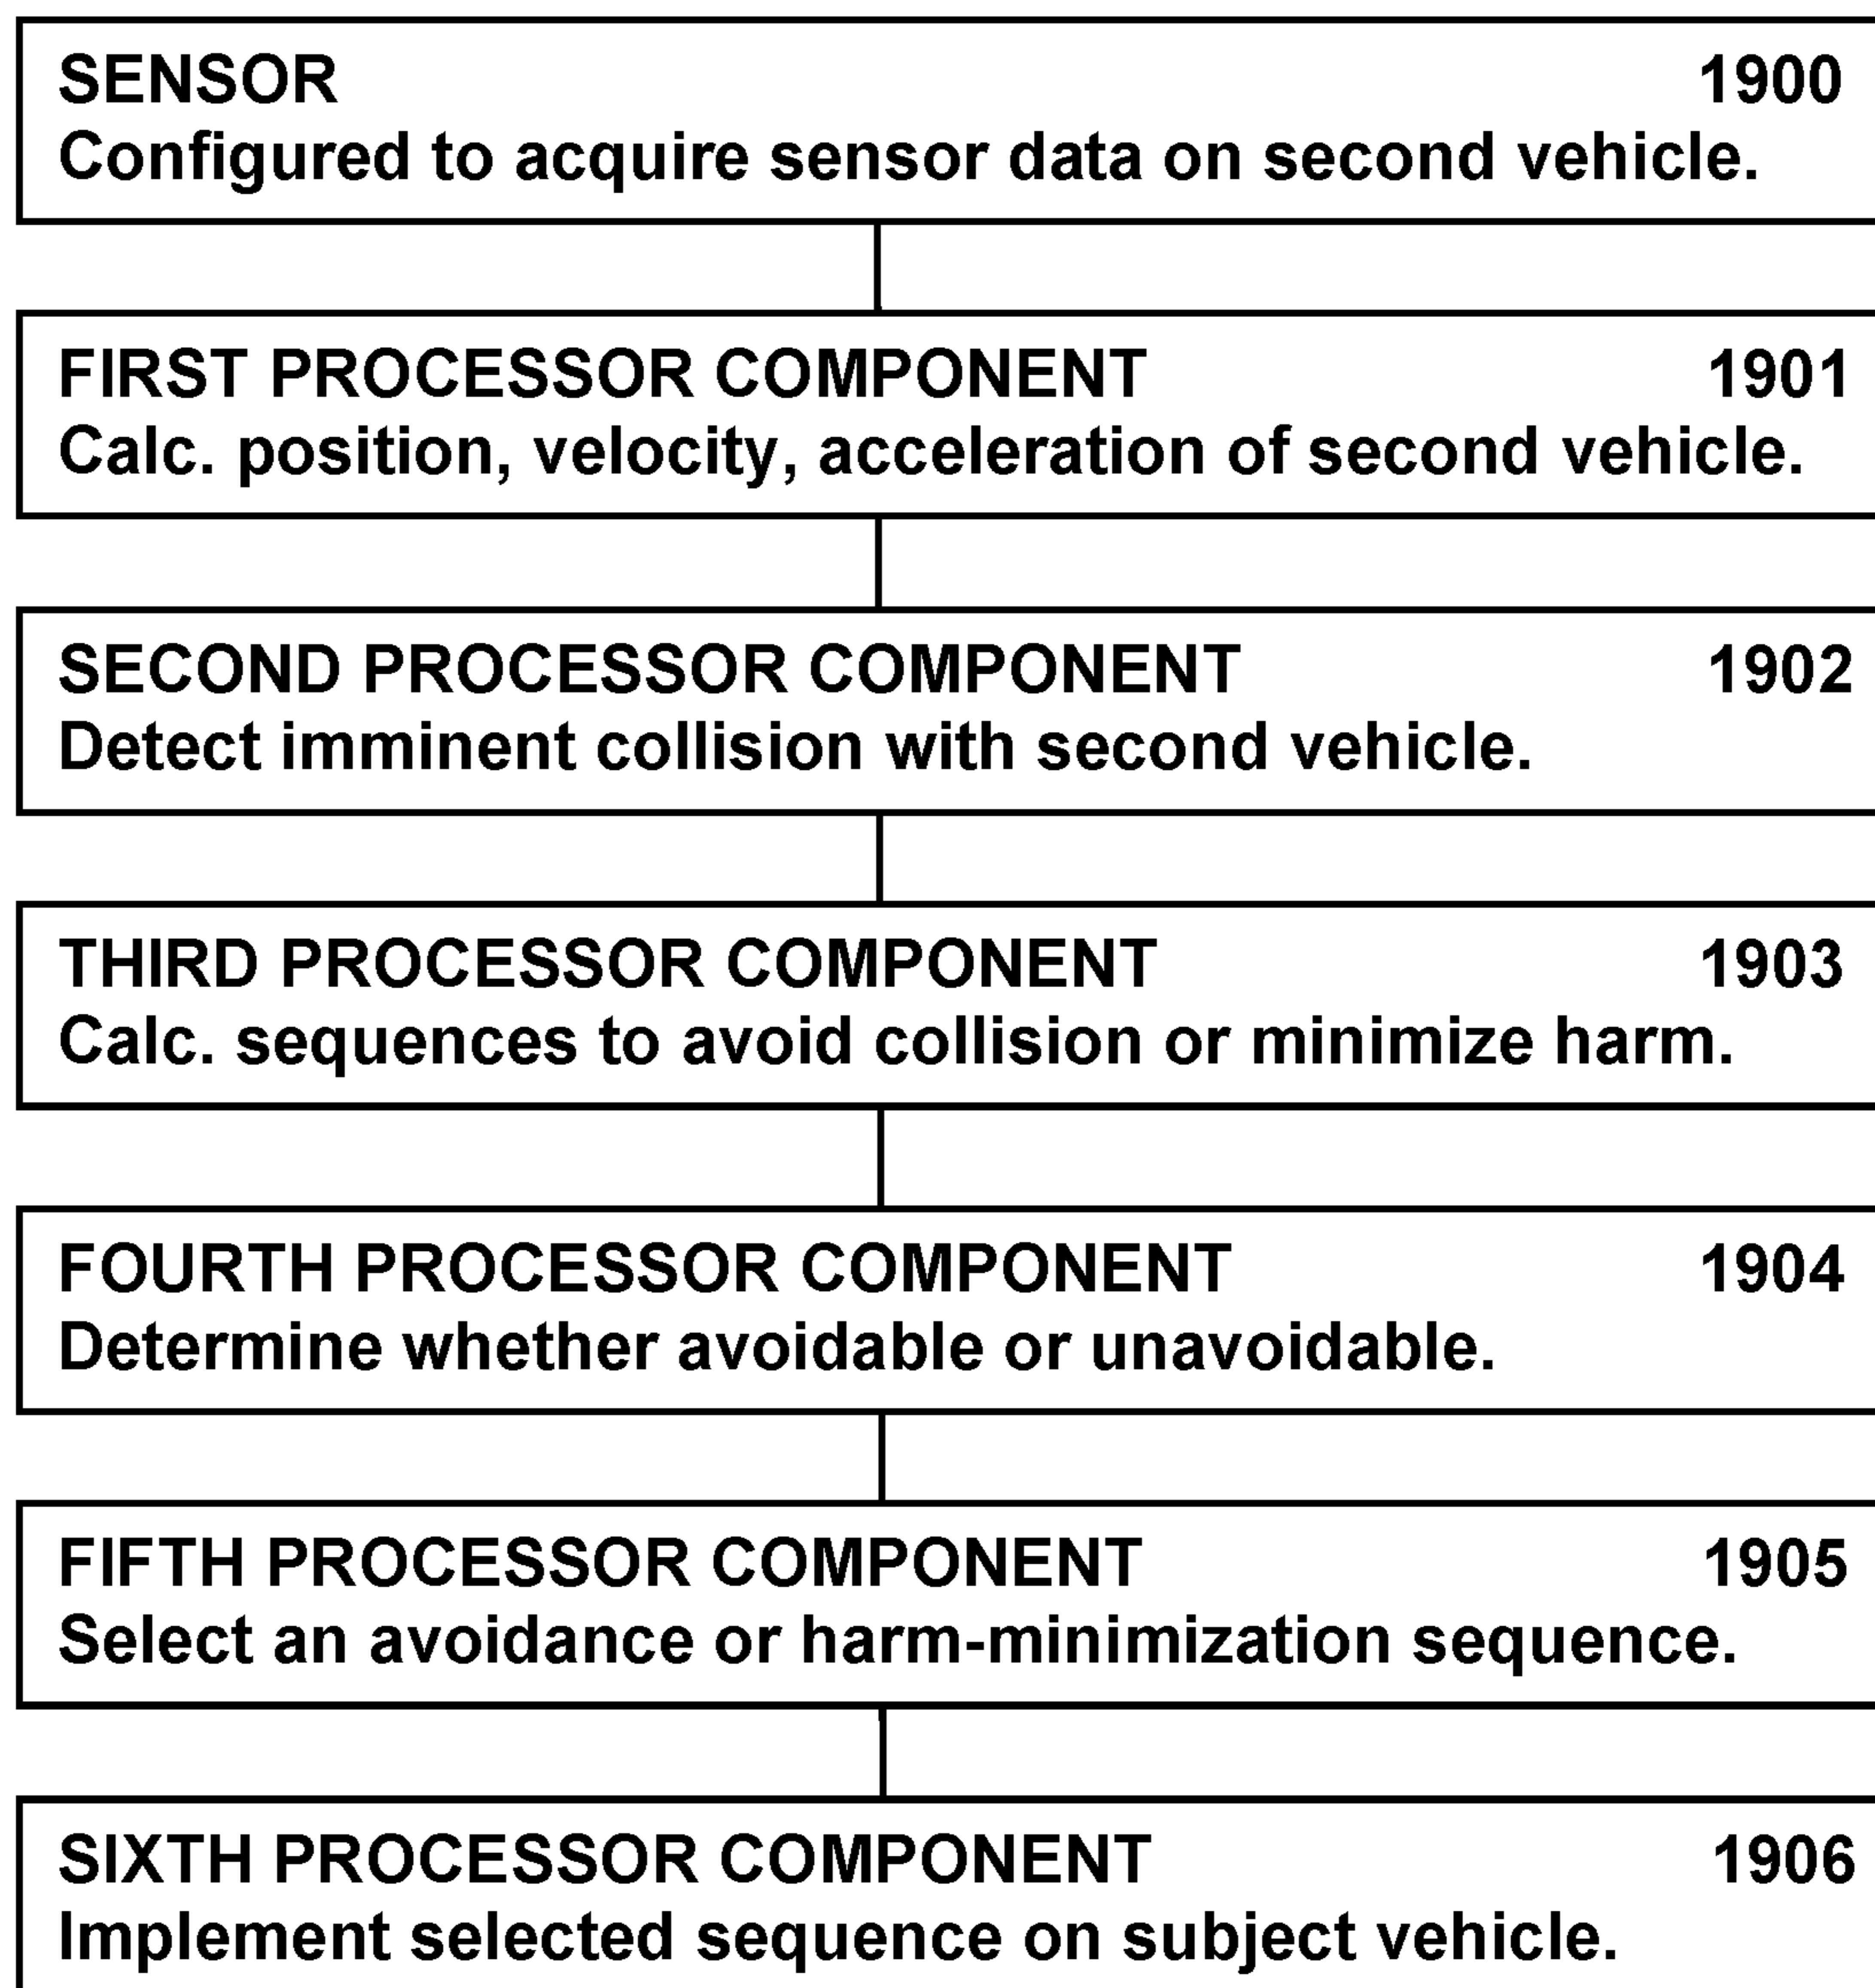 SENSOR 1900
Configured to acquire sensor data on second vehicle.
FIRST PROCESSOR COMPONENT 1901
Calc. position, velocity, acceleration of second vehicle.
SECOND PROCESSOR COMPONENT 1902
Detect imminent collision with second vehicle.
THIRD PROCESSOR COMPONENT 1903
Calc. sequences to avoid collision or minimize harm.
FOURTH PROCESSOR COMPONENT 1904
Determine whether avoidable or unavoidable.
FIFTH PROCESSOR COMPONENT 1905
Select an avoidance or harm-minimization sequence.
SIXTH PROCESSOR COMPONENT 1906
Implement selected sequence on subject vehicle.